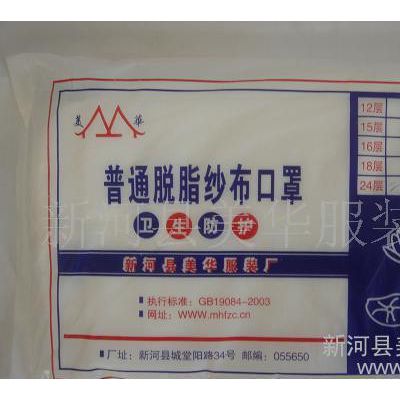 美 華
普通脱脂纱布口罩
卫生防护
新河县美华服装厂
执行标准：GB19084-2003
网址：WWW.mhfzc.cn
厂址：新河县城堂阳路34号 邮编：055650
12层
15层
16层
18层
24层
新河县美华服装
新河县美